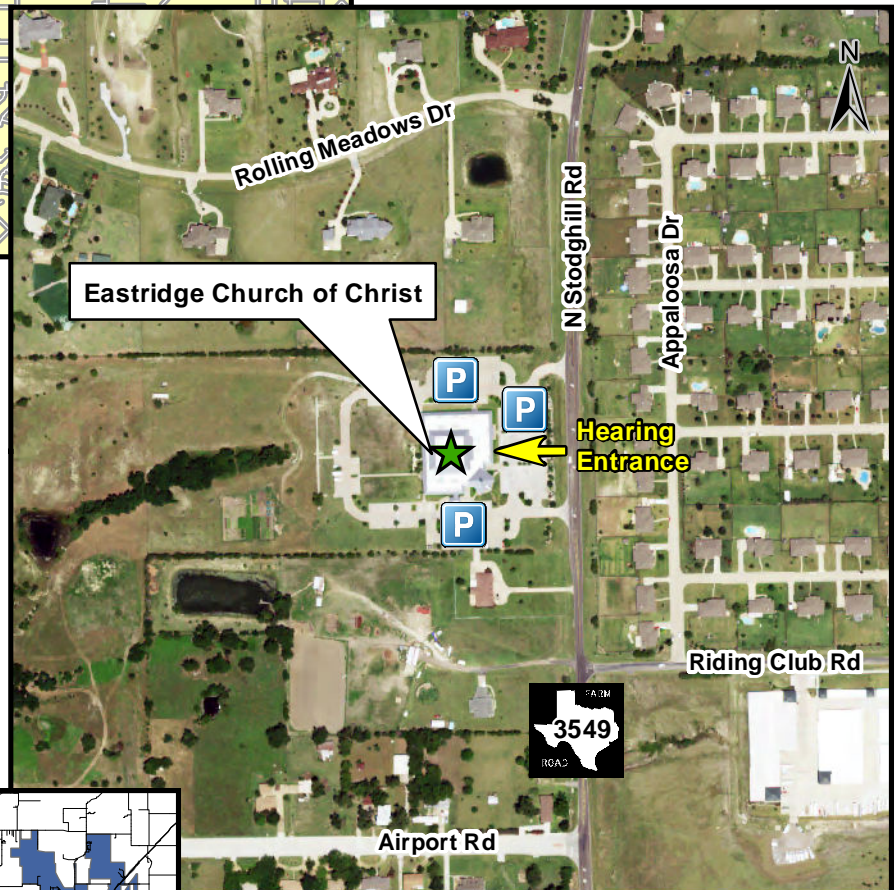 N
Rolling Meadows Dr
N Stodghill Rd
Appaloosa Dr
Eastridge Church of Christ
P
P
Hearing
Entrance
P
Riding Club Rd
FARM
3549
ROAD
Airport Rd